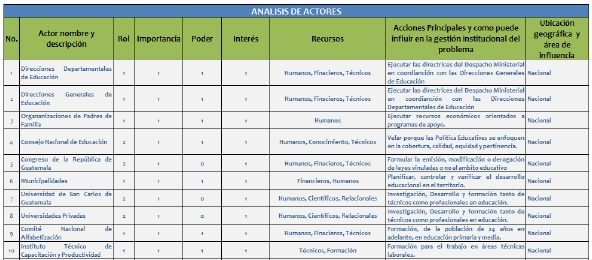 ANALISIS DE ACTORES
No.
Actor nombre y
descripción
Rol
Importancia
Poder
Interés
Recursos
Acciones Principales y como puede
influir en la gestión institucional del
problema
Ubicación
geográfica y
área de
influencia
1
Direcciones Departamentales
de Educación
1
1
1
1
Humanos, Finacieros, Técnicos
Ejecutar las directrices del Despacho Ministerial
en coordianción con las Direcciones Generales
de Educación
Nacional
2
Direcciones Generales de
Educación
1
1
1
1
Humanos, Finacieros, Técnicos
Ejecutar las directrices del Despacho Ministerial
en coordianción con las Direcciones
Departamentales de Educación
Nacional
3
Organanizaciones de Padres de
Familia
1
1
1
1
Humanos
Ejecutar recursos económicos orientados a
programas de apoyo.
Nacional
4
Consejo Nacional de Educación
1
1
1
Humanos, Conocimiento, Técnicos
Velar porque las Politica Educativas se enfoquen
en la cobertura, calidad, equidad y pertinencia.
Nacional
5
Congreso de la República de
Guatemala
1
0
1
Humanos, Finacieros, Técnicos
Formular la emisión, modificación o derogación
de leyes vinculadas o no al ambito educativo
Nacional
6
Municipalidades
1
1
1
1
Financieros, Humanos
Planificar, controlar y verificar el desarrollo
educacional en el territorio.
Nacional
7
Universidad de San Carlos de
Guatemala
2
1
0
1
Humanos, Científicos, Relacionales
Investigación, Desarrollo y formación tanto de
técnicos como profesionales en educación.
Nacional
8
Universidades Privadas
2
1
0
1
Humanos, Científicos, Relacionales
Investigación, Desarrollo y formación tanto de
técnicos como profesionales en educación.
Nacional
9
Comité Nacional de
Alfabetización
1
1
1
1
Humanos, Finacieros, Técnicos
Formación, de la población de 24 años en
adelante, en educación primaria y media.
Nacional
10
Instituto Técnico de
Capacitación y Productividad
1
1
1
1
Técnicos, Formación
Formación para el trabajo en áreas técnicas
laborales.
Nacional